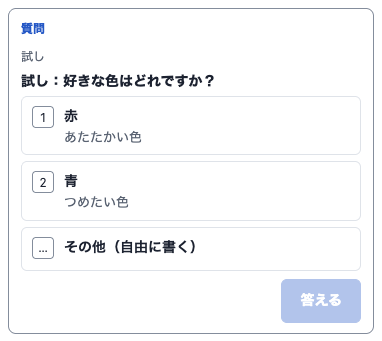 質問
試し
試し：好きな色はどれですか？
1 赤
あたたかい色
2 青
つめたい色
… その他（自由に書く）
答える